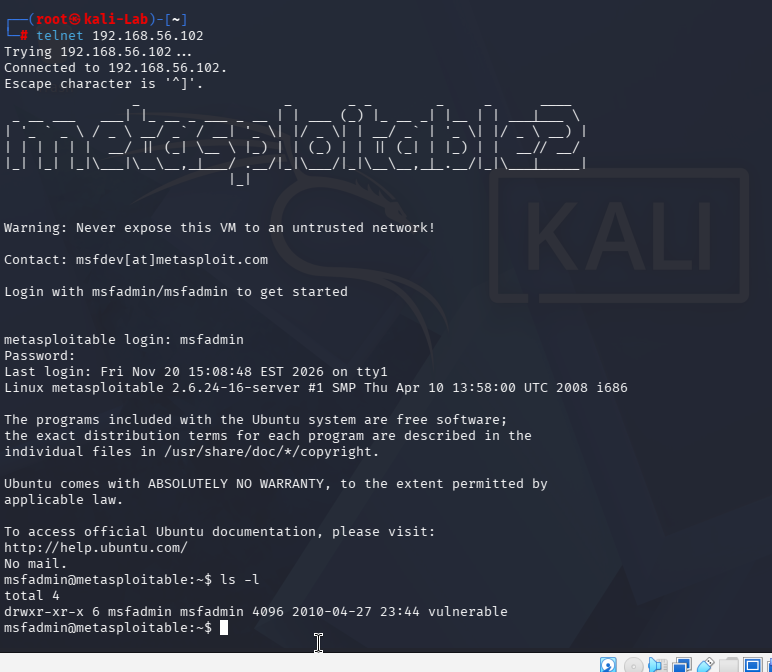 ┌──(root㉿kali-Lab)-[~]
└─# telnet 192.168.56.102
Trying 192.168.56.102...
Connected to 192.168.56.102.
Escape character is '^]'.
metasploitable2
Warning: Never expose this VM to an untrusted network!
Contact: msfdev[at]metasploit.com
Login with msfadmin/msfadmin to get started
metasploitable login: msfadmin
Password:
Last login: Fri Nov 20 15:08:48 EST 2026 on tty1
Linux metasploitable 2.6.24-16-server #1 SMP Thu Apr 10 13:58:00 UTC 2008 i686
The programs included with the Ubuntu system are free software;
the exact distribution terms for each program are described in the
individual files in /usr/share/doc/*/copyright.
Ubuntu comes with ABSOLUTELY NO WARRANTY, to the extent permitted by
applicable law.
To access official Ubuntu documentation, please visit:
http://help.ubuntu.com/
No mail.
msfadmin@metasploitable:~$ ls -l
total 4
drwxr-xr-x 6 msfadmin msfadmin 4096 2010-04-27 23:44 vulnerable
msfadmin@metasploitable:~$
KALI